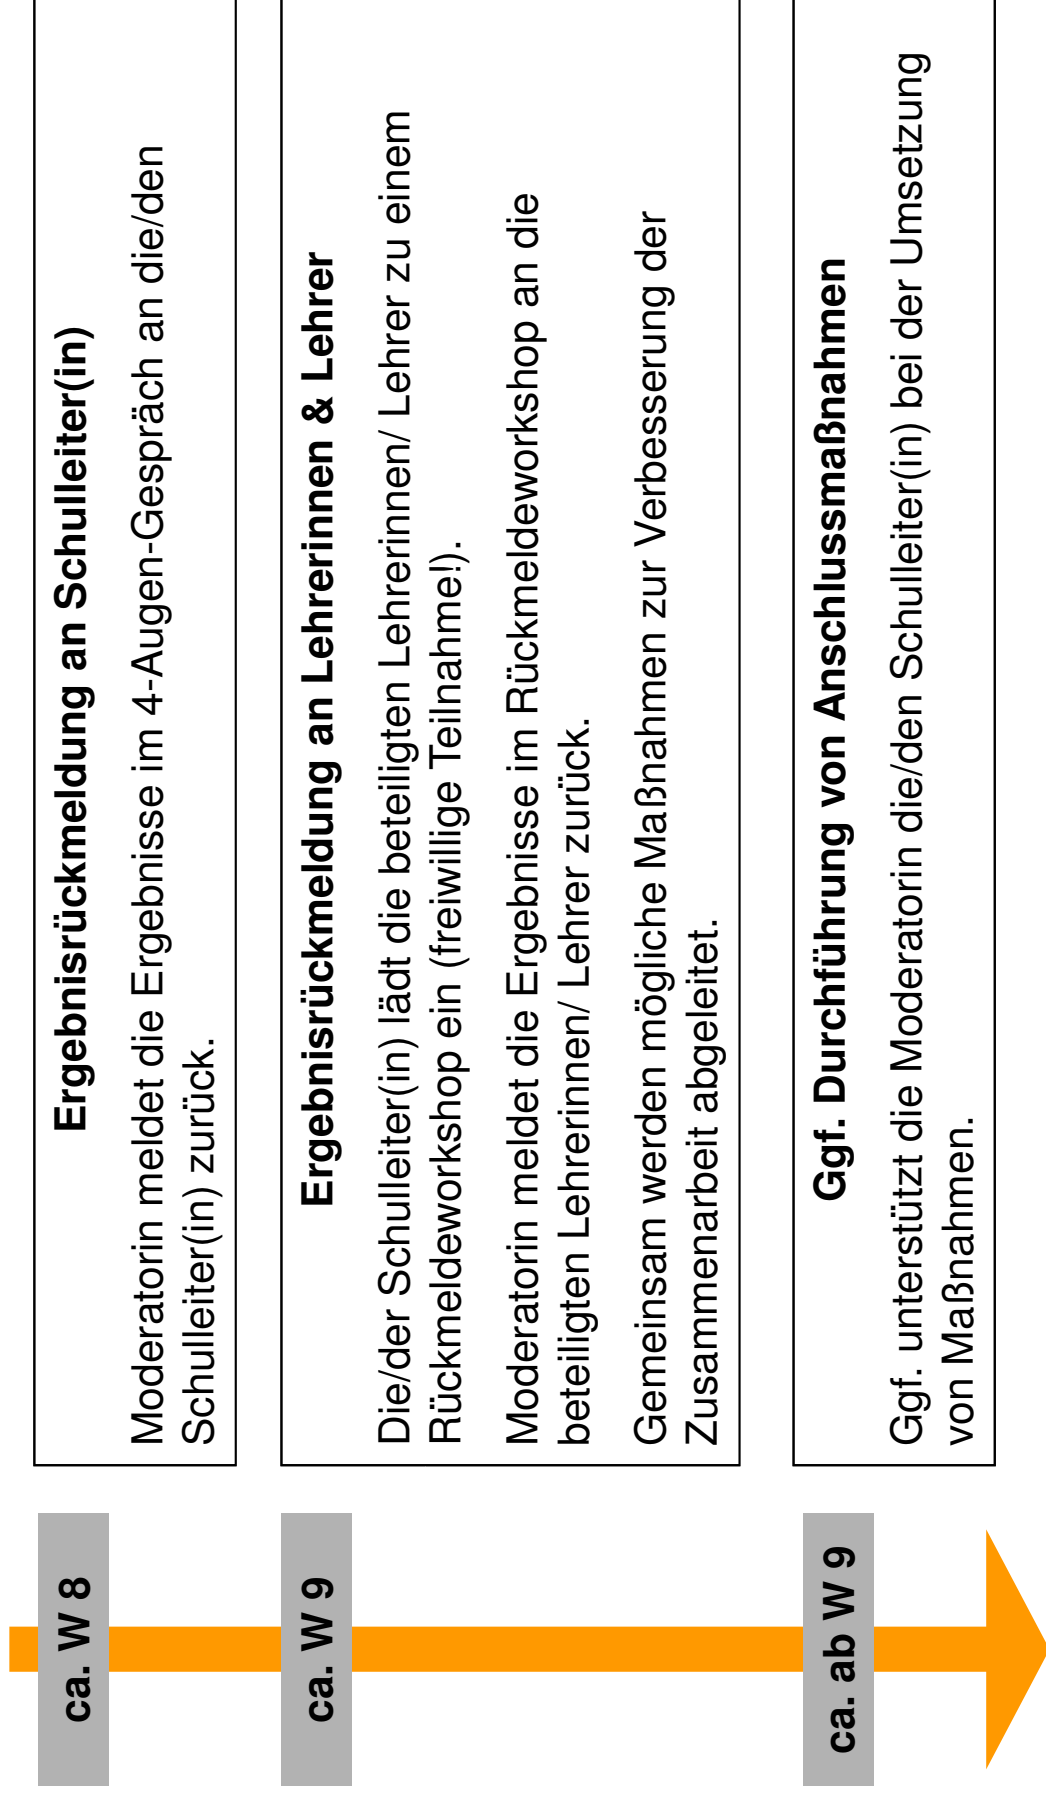 ca. W 8
Ergebnisrückmeldung an Schulleiter(in)
Moderatorin meldet die Ergebnisse im 4-Augen-Gespräch an die/den
Schulleiter(in) zurück.
ca. W 9
Ergebnisrückmeldung an Lehrerinnen & Lehrer
Die/der Schulleiter(in) lädt die beteiligten Lehrerinnen/ Lehrer zu einem
Rückmeldeworkshop ein (freiwillige Teilnahme!).
Moderatorin meldet die Ergebnisse im Rückmeldeworkshop an die
beteiligten Lehrerinnen/ Lehrer zurück.
Gemeinsam werden mögliche Maßnahmen zur Verbesserung der
Zusammenarbeit abgeleitet.
ca. ab W 9
Ggf. Durchführung von Anschlussmaßnahmen
Ggf. unterstützt die Moderatorin die/den Schulleiter(in) bei der Umsetzung
von Maßnahmen.